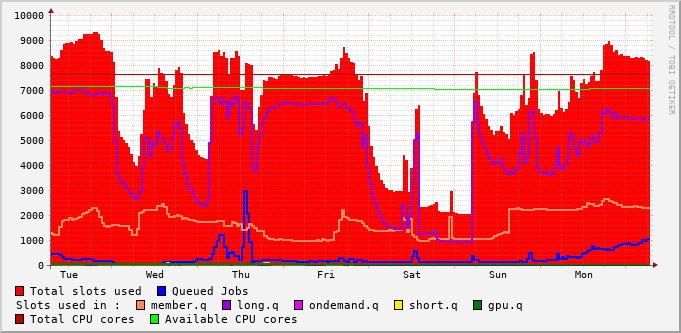 RRDTOOL / TOBI OETIKER
10000
9000
8000
7000
6000
5000
4000
3000
2000
1000
0
Tue Wed Thu Fri Sat Sun Mon
Total slots used Queued Jobs
Slots used in : member.q long.q ondemand.q short.q gpu.q
Total CPU cores Available CPU cores